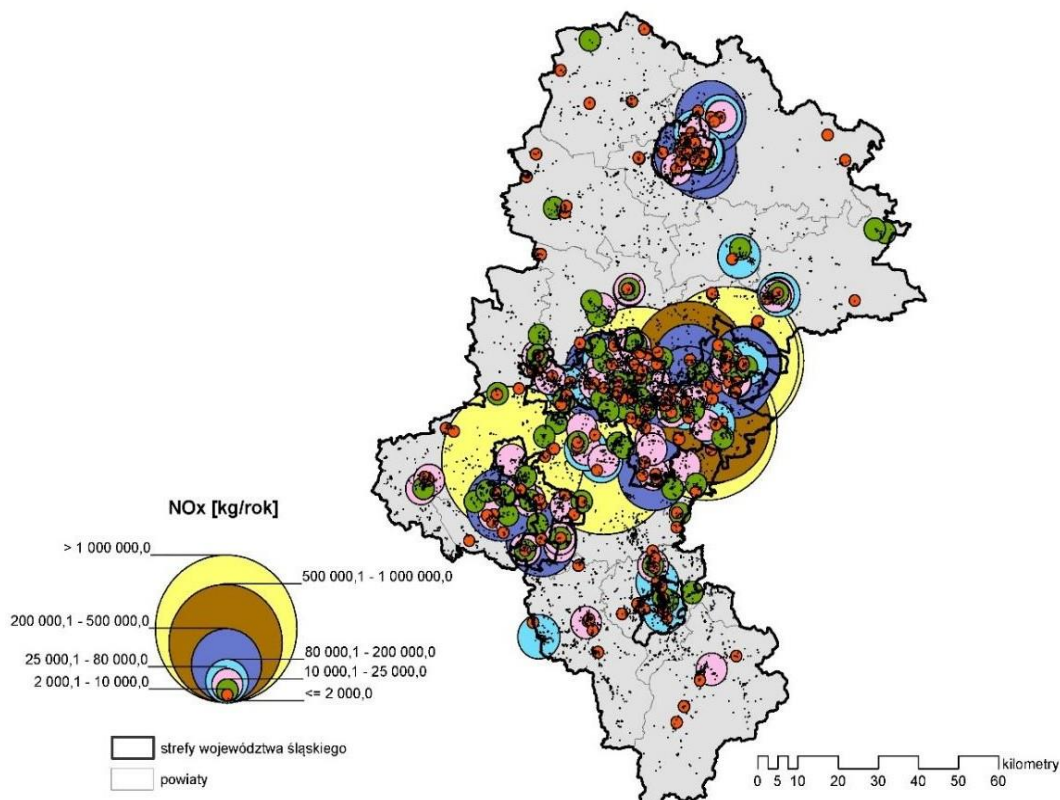 NOx [kg/rok]
> 1 000 000,0
500 000,1 - 1 000 000,0
200 000,1 - 500 000,0
80 000,1 - 200 000,0
25 000,1 - 80 000,0
10 000,1 - 25 000,0
2 000,1 - 10 000,0
<= 2 000,0
strefy województwa śląskiego
powiaty
kilometry
0 5 10 20 30 40 50 60